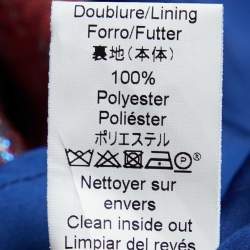 Doublure/Lining
Forro/Futter
裏地(本体)
100%
Polyester
Poliéster
ポリエステル
Nettoyer sur
envers
Clean inside out
Limpiar del revés